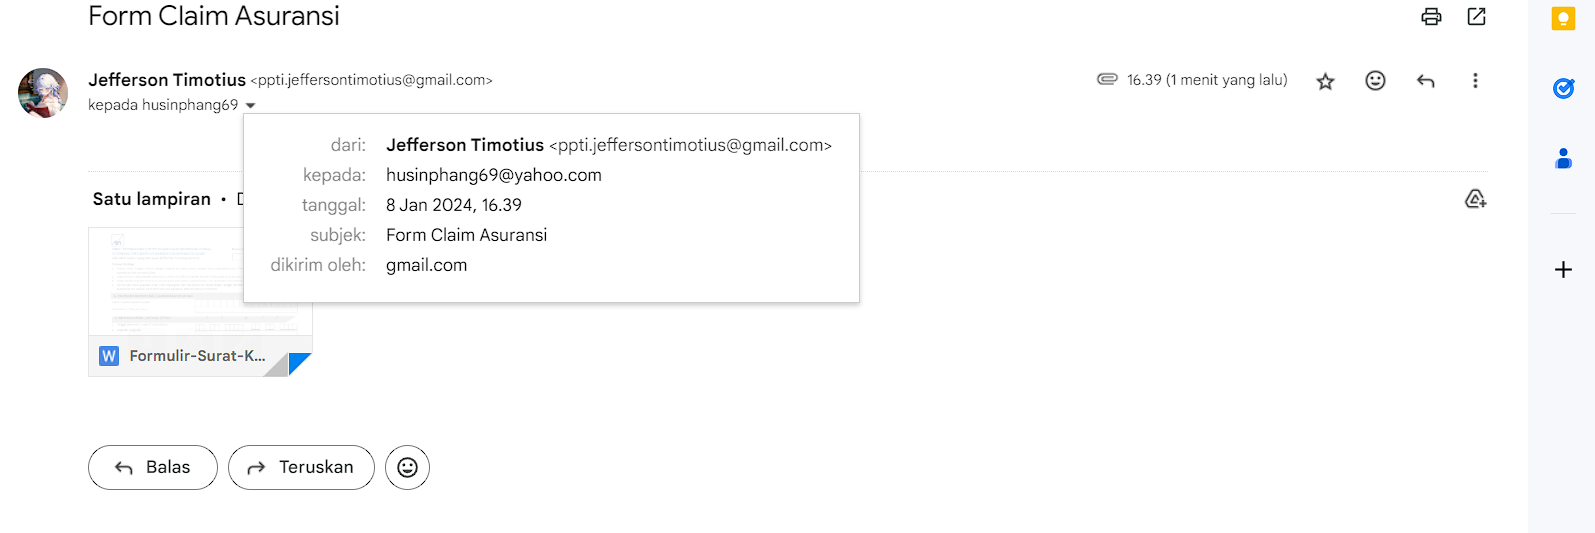 Form Claim Asuransi
Jefferson Timotius <ppti.jeffersontimotius@gmail.com>
16.39 (1 menit yang lalu)
kepada husinphang69
dari: Jefferson Timotius <ppti.jeffersontimotius@gmail.com>
kepada: husinphang69@yahoo.com
tanggal: 8 Jan 2024, 16.39
subjek: Form Claim Asuransi
dikirim oleh: gmail.com
Satu lampiran •
W Formulir-Surat-K...
Balas
Teruskan